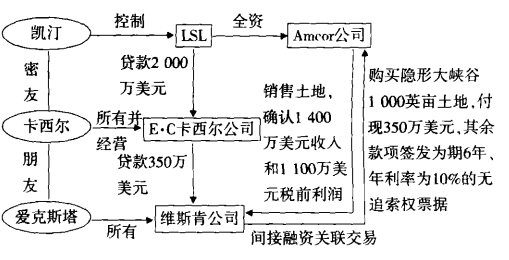 凯汀
控制
LSL
全资
Amcor公司
密
友
贷款2 000
万美元
卡西尔
所有并
经营
E·C卡西尔公司
销售土地，
确认1 400
万美元收入
和1 100万美
元税前利润
购买隐形大峡谷
1 000英亩土地，付
现350万美元，其余
款项签发为期6年、
年利率为10%的无
追索权票据
朋
友
贷款350万
美元
爱克斯塔
所有
维斯肯公司
间接融资关联交易